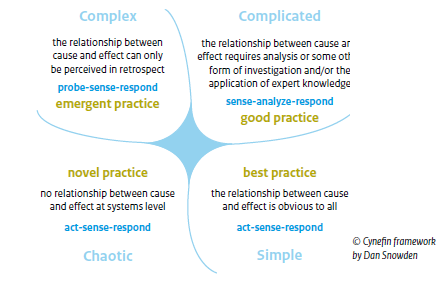 Complex
the relationship between
cause and effect can only
be perceived in retrospect
probe-sense-respond
emergent practice
Complicated
the relationship between cause ar
effect requires analysis or some otl
form of investigation and/or the
application of expert knowledge
sense-analyze-respond
good practice
novel practice
no relationship between cause
and effect at systems level
act-sense-respond
Chaotic
best practice
the relationship between cause
and effect is obvious to all
act-sense-respond
Simple
© Cynefin framework
by Dan Snowden